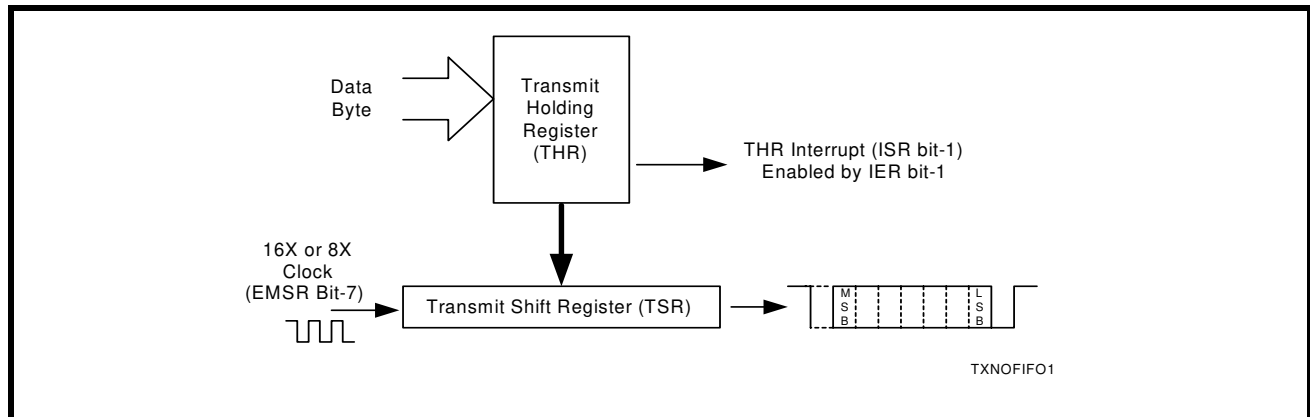 Data
Byte
Transmit
Holding
Register
(THR)
THR Interrupt (ISR bit-1)
Enabled by IER bit-1
16X or 8X
Clock
(EMSR Bit-7)
Transmit Shift Register (TSR)
M
S
B
L
S
B
TXNOFIFO1